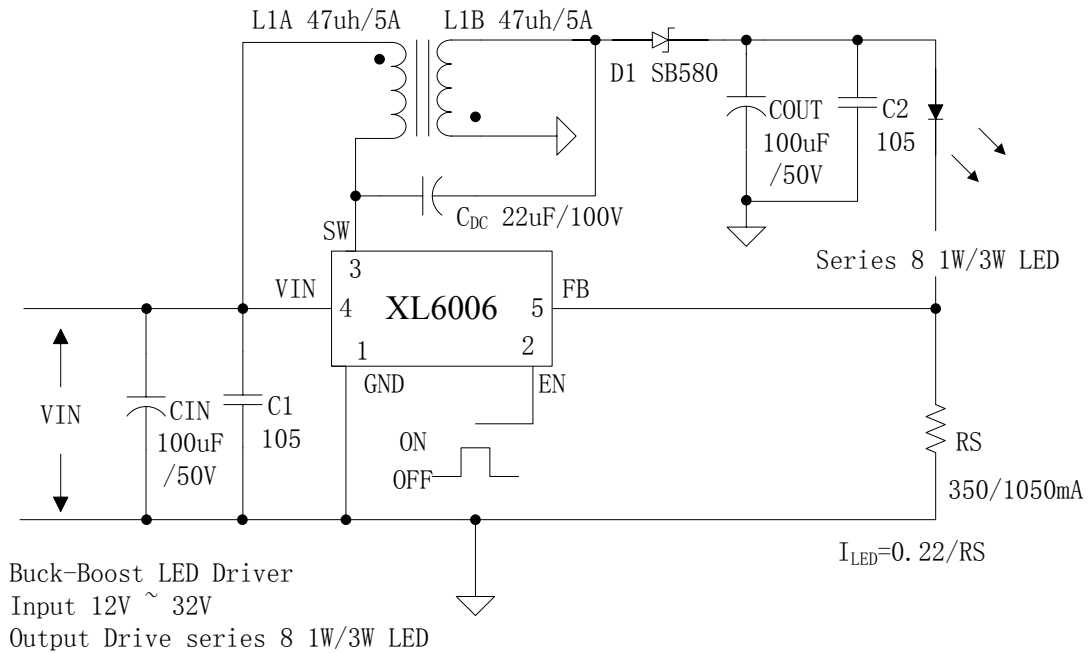 L1A 47uh/5A
L1B 47uh/5A
D1 SB580
COUT
100uF
/50V
C2
105
CDC 22uF/100V
SW
3
Series 8 1W/3W LED
VIN
4
XL6006
5
FB
1
2
GND
EN
VIN
CIN
100uF
/50V
C1
105
ON
OFF
RS
350/1050mA
ILED=0.22/RS
Buck-Boost LED Driver
Input 12V ~ 32V
Output Drive series 8 1W/3W LED